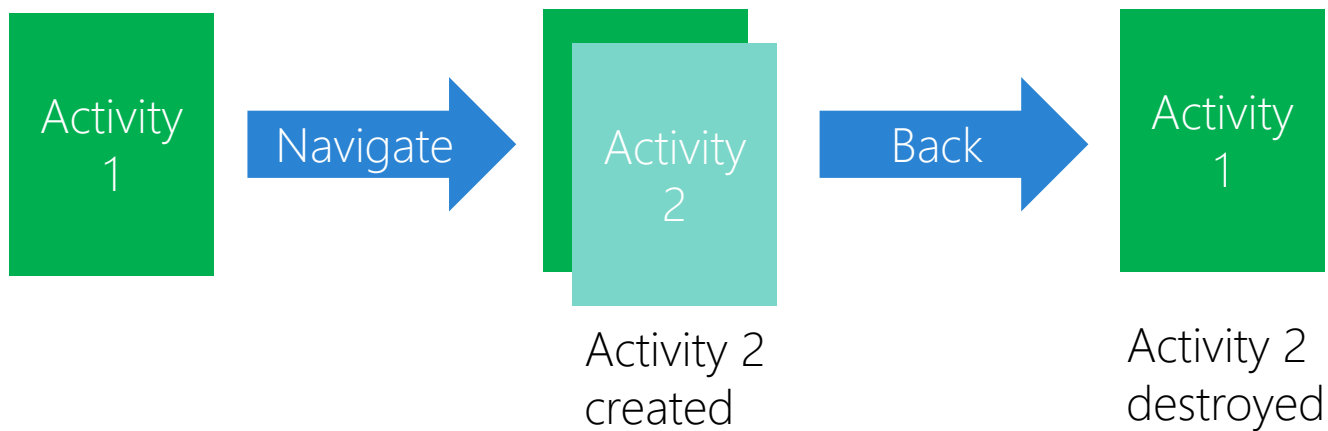 Activity
1
Navigate
Activity
2
Back
Activity
1
Activity 2
created
Activity 2
destroyed